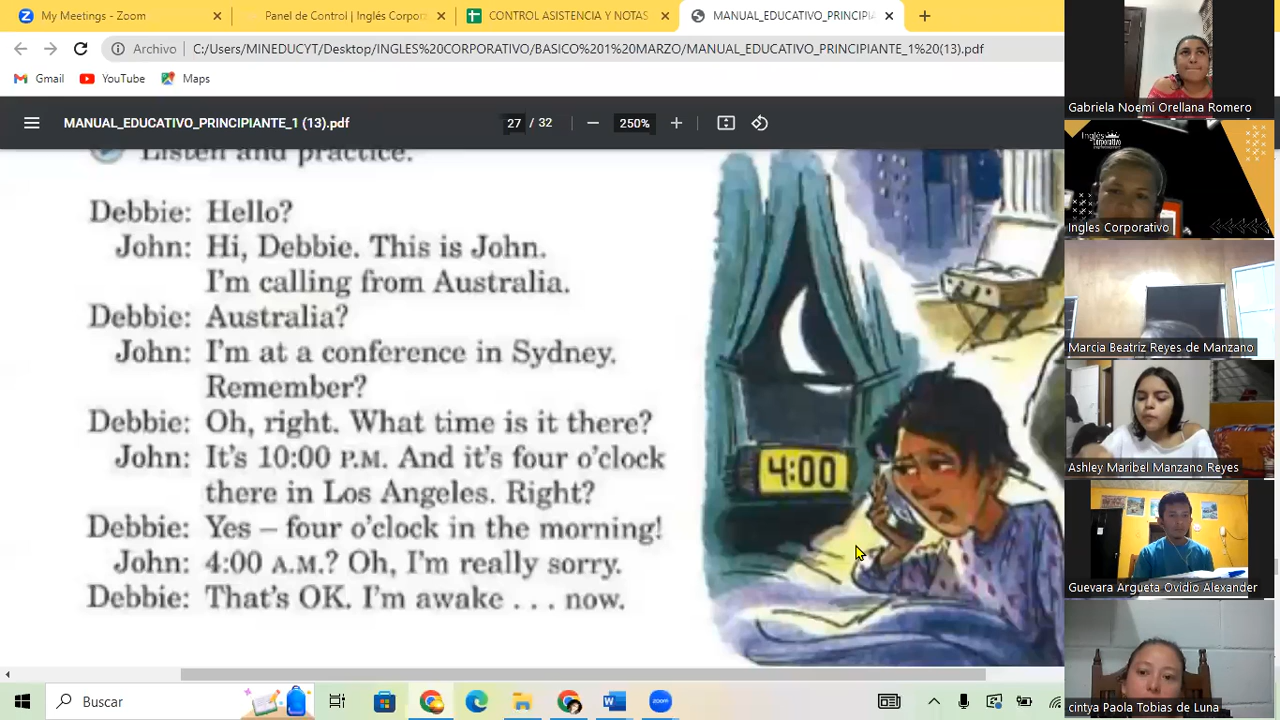 My Meetings - Zoom
Panel de Control | Inglés Corpor
CONTROL ASISTENCIA Y NOTAS
MANUAL_EDUCATIVO_PRINCIPIA
Archivo
C:/Users/MINEDUCYT/Desktop/INGLES%20CORPORATIVO/BASICO%201%20MARZO/MANUAL_EDUCATIVO_PRINCIPIANTE_1%20(13).pdf
Gmail
YouTube
Maps
MANUAL_EDUCATIVO_PRINCIPIANTE_1 (13).pdf
27 / 32
250%
Listen and practice.
Debbie: Hello?
John: Hi, Debbie. This is John.
I'm calling from Australia.
Debbie: Australia?
John: I'm at a conference in Sydney.
Remember?
Debbie: Oh, right. What time is it there?
John: It's 10:00 P.M. And it's four o'clock
there in Los Angeles. Right?
Debbie: Yes – four o'clock in the morning!
John: 4:00 A.M.? Oh, I'm really sorry.
Debbie: That's OK. I'm awake . . . now.
4:00
Gabriela Noemi Orellana Romero
Inglés
Corporativo
Ingles Corporativo
Marcia Beatriz Reyes de Manzano
Ashley Maribel Manzano Reyes
Guevara Argueta Ovidio Alexander
cintya Paola Tobias de Luna
Buscar
zoom